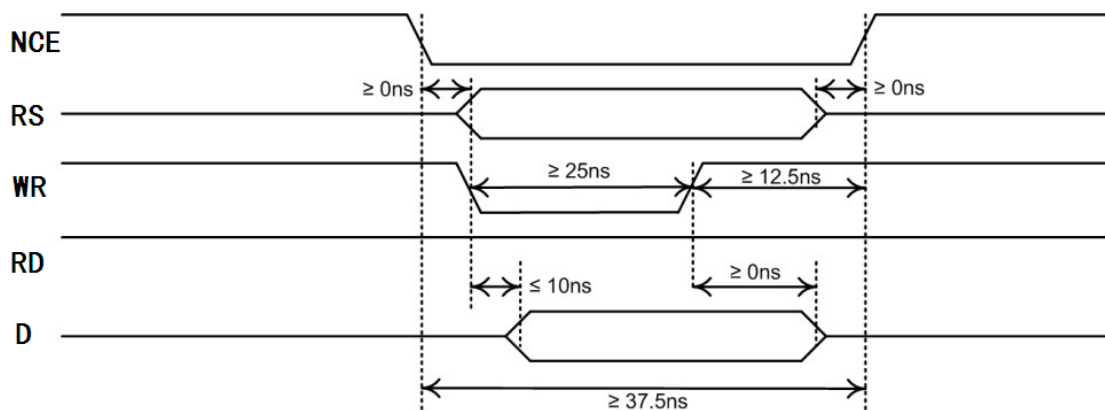 NCE
≥ 0ns ≥ 0ns
RS
WR ≥ 25ns ≥ 12.5ns
RD
≤ 10ns ≥ 0ns
D
≥ 37.5ns